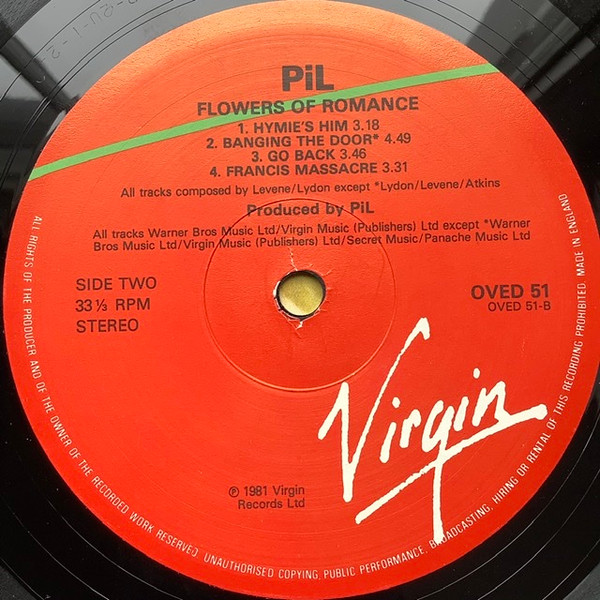 PiL
FLOWERS OF ROMANCE
1. HYMIE'S HIM 3.18
2. BANGING THE DOOR* 4.49
3. GO BACK 3.46
4. FRANCIS MASSACRE 3.31
All tracks composed by Levene/Lydon except *Lydon/Levene/Atkins
Produced by PiL
All tracks Warner Bros Music Ltd/Virgin Music (Publishers) Ltd except *Warner
Bros Music Ltd/Virgin Music (Publishers) Ltd/Secret Music/Panache Music Ltd
SIDE TWO
33⅓ RPM
STEREO
OVED 51
OVED 51-B
Virgin
℗ 1981 Virgin
Records Ltd
ALL RIGHTS OF THE PRODUCER AND OF THE OWNER OF THE RECORDED WORK RESERVED. UNAUTHORISED COPYING, PUBLIC PERFORMANCE, BROADCASTING, HIRING OR RENTAL OF THIS RECORDING PROHIBITED. MADE IN ENGLAND